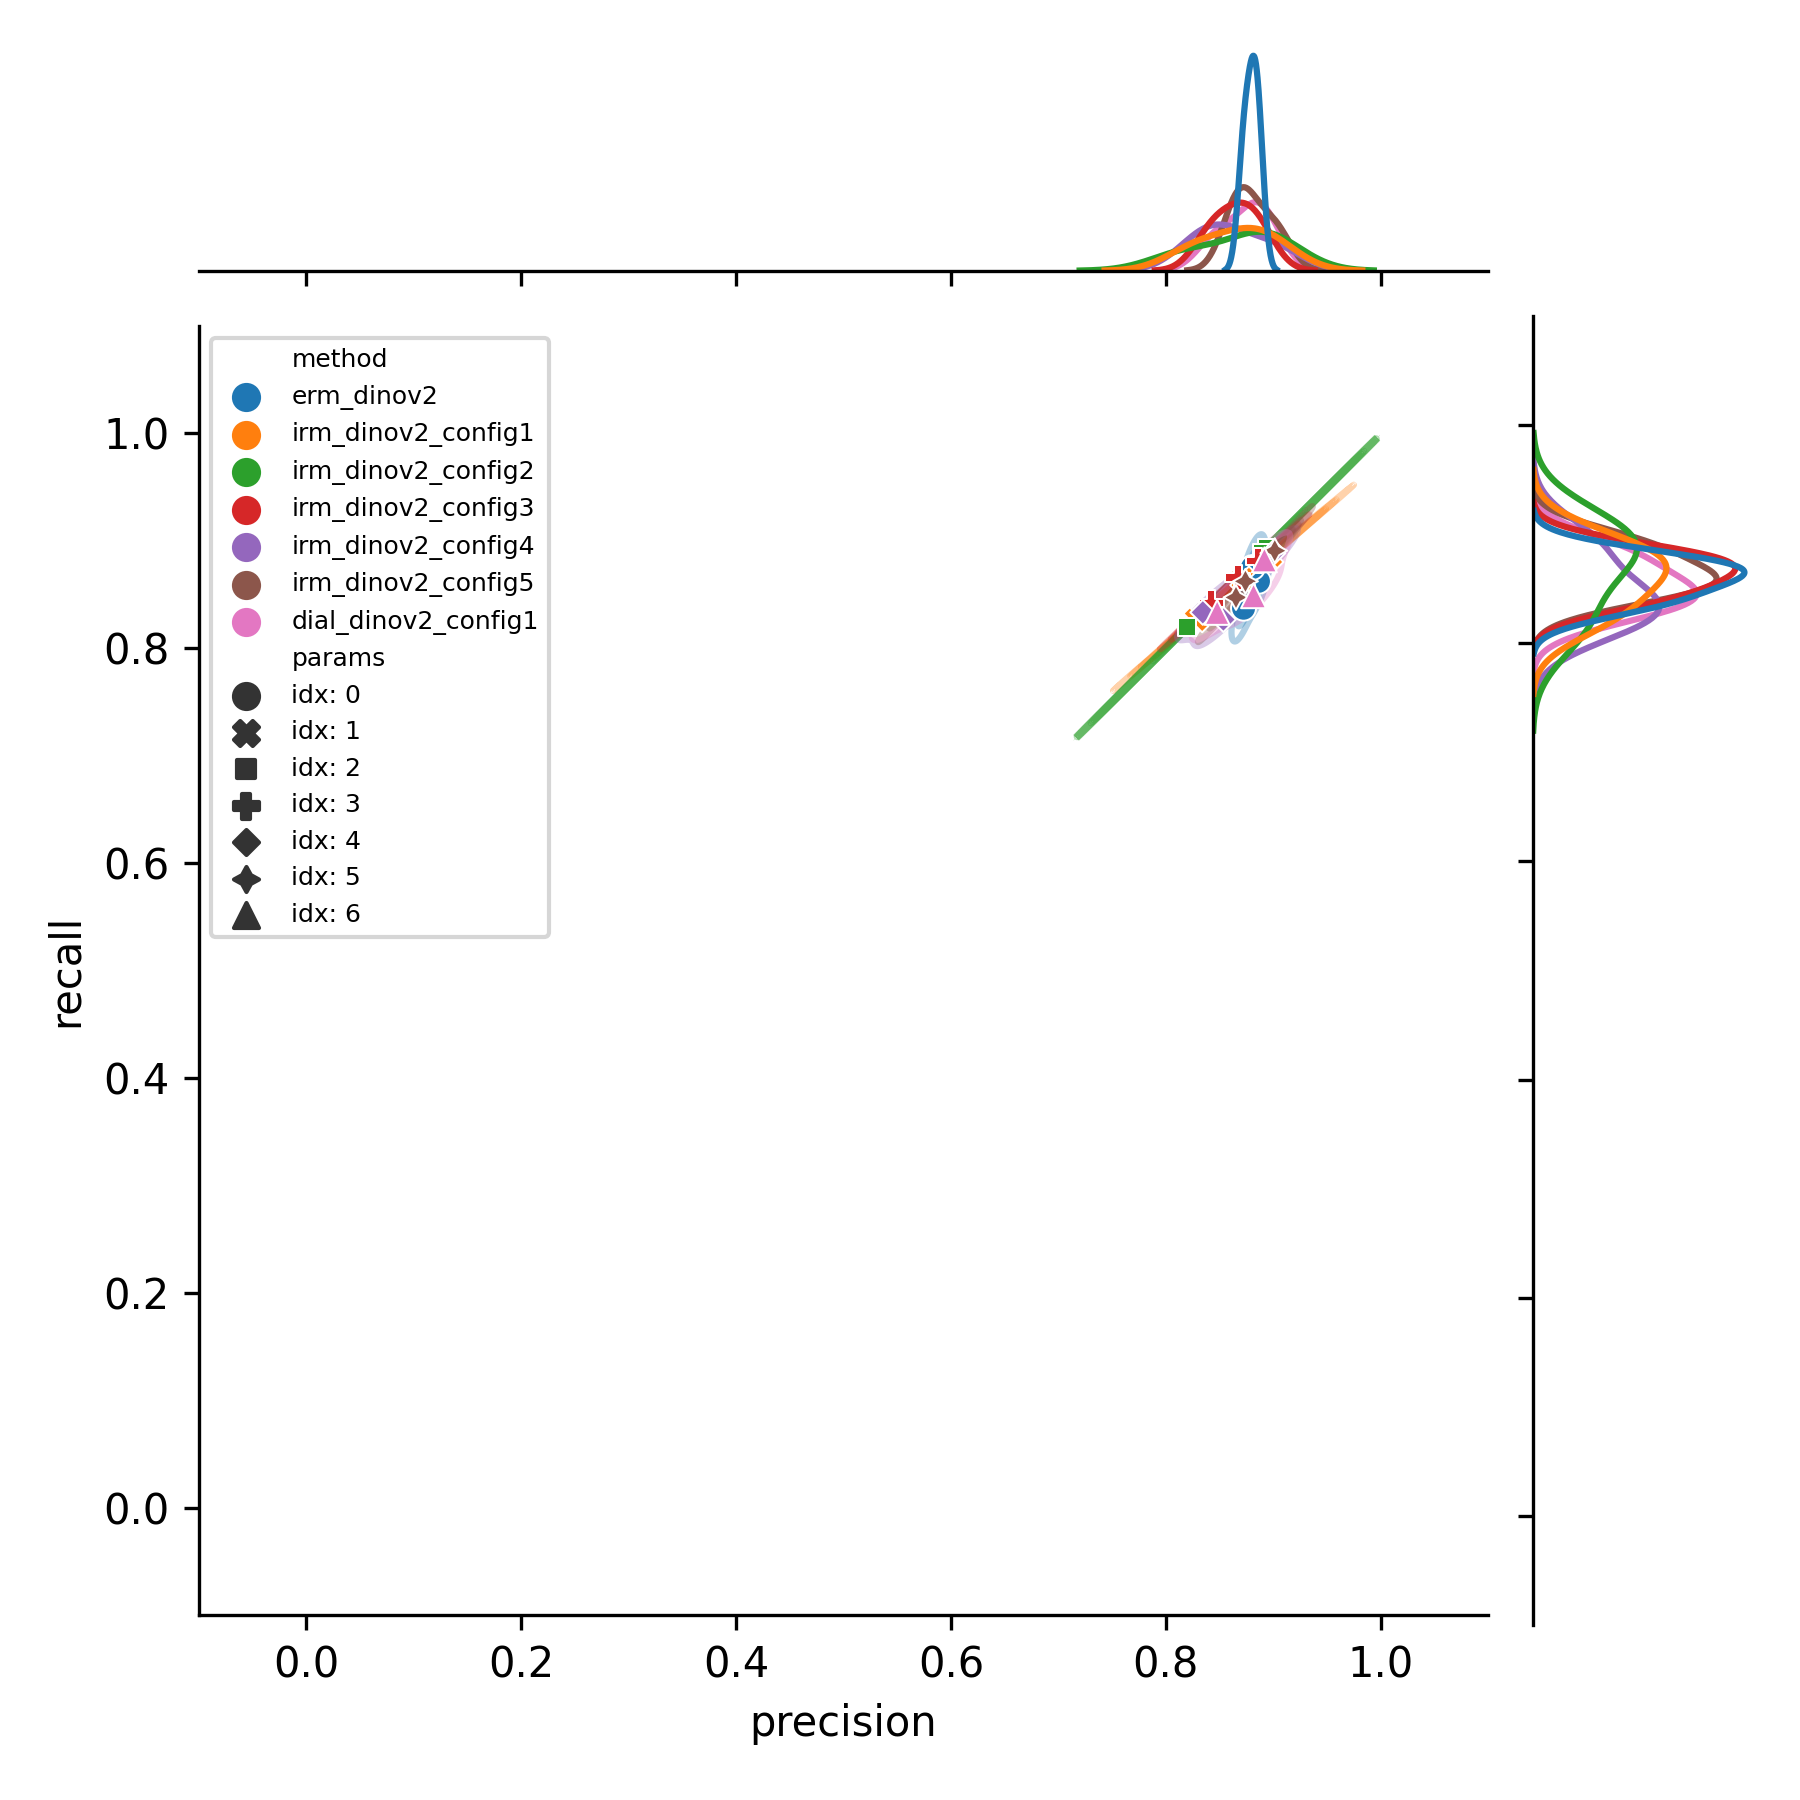 method
erm_dinov2
irm_dinov2_config1
irm_dinov2_config2
irm_dinov2_config3
irm_dinov2_config4
irm_dinov2_config5
dial_dinov2_config1
params
idx: 0
idx: 1
idx: 2
idx: 3
idx: 4
idx: 5
idx: 6
1.0
0.8
0.6
0.4
0.2
0.0
recall
0.0 0.2 0.4 0.6 0.8 1.0
precision